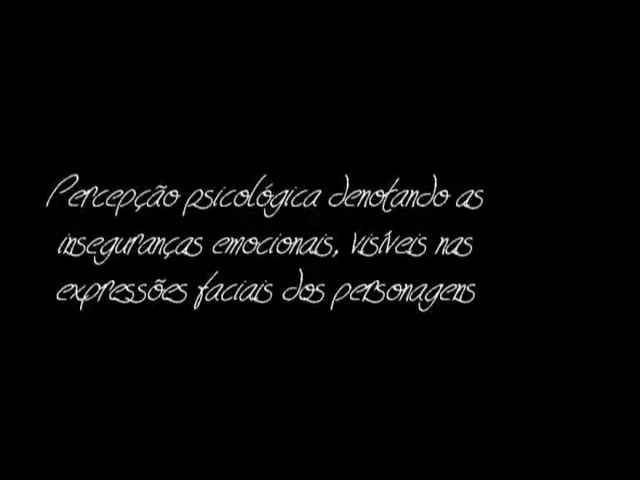 Percepção psicológica denotando as
inseguranças emocionais, visíveis nas
expressões faciais dos personagens